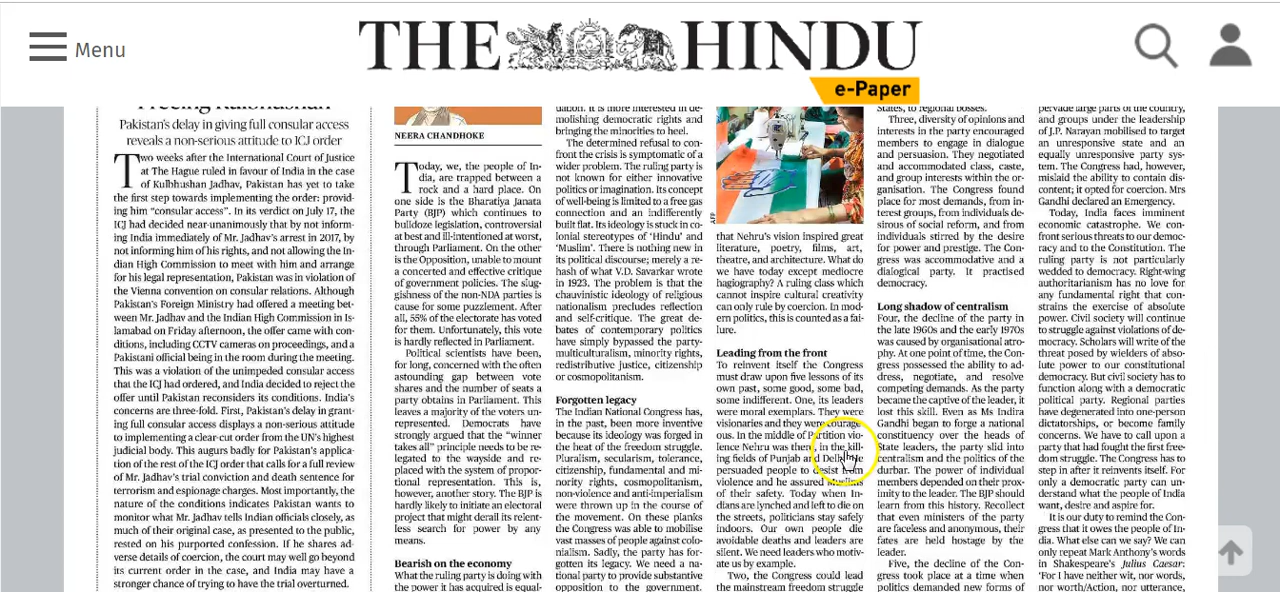 Menu
THE HINDU
e-Paper
Freeing Kulbhushan
Pakistan's delay in giving full consular access
reveals a non-serious attitude to ICJ order
Two weeks after the International Court of Justice
at The Hague ruled in favour of India in the case
of Kulbhushan Jadhav, Pakistan has yet to take
the first step towards implementing the order: provid-
ing him "consular access". In its verdict on July 17, the
ICJ had decided near-unanimously that by not inform-
ing India immediately of Mr. Jadhav's arrest in 2017, by
not informing him of his rights, and not allowing the In-
dian High Commission to meet with him and arrange
for his legal representation, Pakistan was in violation of
the Vienna convention on consular relations. Although
Pakistan's Foreign Ministry had offered a meeting bet-
ween Mr. Jadhav and the Indian High Commission in Is-
lamabad on Friday afternoon, the offer came with con-
ditions, including CCTV cameras on proceedings, and a
Pakistani official being in the room during the meeting.
This was a violation of the unimpeded consular access
that the ICJ had ordered, and India decided to reject the
offer until Pakistan reconsiders its conditions. India's
concerns are three-fold. First, Pakistan's delay in grant-
ing full consular access displays a non-serious attitude
to implementing a clear-cut order from the UN's highest
judicial body. This augurs badly for Pakistan's application
of the rest of the ICJ order that calls for a full review
of Mr. Jadhav's trial conviction and death sentence for
terrorism and espionage charges. Most importantly, the
nature of the conditions indicates Pakistan wants to
monitor what Mr. Jadhav tells Indian officials closely, as
much of their original case, as presented to the public,
rested on his purported confession. If he shares ad-
verse details of coercion, the court may well go beyond
its current order in the case, and India may have a
stronger chance of trying to have the trial overturned.
NEERA CHANDHOKE
Today, we, the people of In-
dia, are trapped between a
rock and a hard place. On
one side is the Bharatiya Janata
Party (BJP) which continues to
bulldoze legislation, controversial
at best and ill-intentioned at worst,
through Parliament. On the other
is the Opposition, unable to mount
a concerted and effective critique
of government policies. The slug-
gishness of the non-NDA parties is
cause for some puzzlement. After
all, 55% of the electorate has voted
for them. Unfortunately, this vote
is hardly reflected in Parliament.
Political scientists have been,
for long, concerned with the often
astounding gap between vote
shares and the number of seats a
party obtains in Parliament. This
leaves a majority of the voters un-
represented. Democrats have
strongly argued that the "winner
takes all" principle needs to be re-
legated to the wayside and re-
placed with the system of propor-
tional representation. This is,
however, another story. The BJP is
hardly likely to initiate an electoral
project that might derail its relent-
less search for power by any
means.
Bearish on the economy
What the ruling party is doing with
the power it has acquired is equal-
dation. It is more interested in de-
molishing democratic rights and
bringing the minorities to heel.
The determined refusal to con-
front the crisis is symptomatic of a
wider problem. The ruling party is
not known for either innovative
politics or imagination. Its concept
of well-being is limited to a free gas
connection and an indifferently
built flat. Its ideology is stuck in co-
lonial stereotypes of 'Hindu' and
'Muslim'. There is nothing new in
its political discourse; merely a re-
hash of what V.D. Savarkar wrote
in 1923. The problem is that the
chauvinistic ideology of religious
nationalism precludes reflection
and self-critique. The great de-
bates of contemporary politics
have simply bypassed the party-
multiculturalism, minority rights,
redistributive justice, citizenship
or cosmopolitanism.
Forgotten legacy
The Indian National Congress has,
in the past, been more inventive
because its ideology was forged in
the heat of the freedom struggle.
Pluralism, secularism, tolerance,
citizenship, fundamental and mi-
nority rights, cosmopolitanism,
non-violence and anti-imperialism
were thrown up in the course of
the movement. On these planks
the Congress was able to mobilise
vast masses of people against colo-
nialism. Sadly, the party has for-
gotten its legacy. We need a na-
tional party to provide substantive
opposition to the government.
AFP
that Nehru's vision inspired great
literature, poetry, films, art,
theatre, and architecture. What do
we have today except mediocre
hagiography? A ruling class which
cannot inspire cultural creativity
can only rule by coercion. In mod-
ern politics, this is counted as a fai-
lure.
Leading from the front
To reinvent itself the Congress
must draw upon five lessons of its
own past, some good, some bad,
some indifferent. One, its leaders
were moral exemplars. They were
visionaries and they were courage-
ous. In the middle of Partition vio-
lence Nehru was there, in the kill-
ing fields of Punjab and Delhi. He
persuaded people to desist from
violence and he assured Muslims
of their safety. Today when In-
dians are lynched and left to die on
the streets, politicians stay safely
indoors. Our own people die
avoidable deaths and leaders are
silent. We need leaders who motiv-
ate us by example.
Two, the Congress could lead
the mainstream freedom struggle
States, to regional bosses.
Three, diversity of opinions and
interests in the party encouraged
members to engage in dialogue
and persuasion. They negotiated
and accommodated class, caste,
and group interests within the or-
ganisation. The Congress found
place for most demands, from in-
terest groups, from individuals de-
sirous of social reform, and from
individuals stirred by the desire
for power and prestige. The Con-
gress was accommodative and a
dialogical party. It practised
democracy.
Long shadow of centralism
Four, the decline of the party in
the late 1960s and the early 1970s
was caused by organisational atro-
phy. At one point of time, the Con-
gress possessed the ability to ad-
dress, negotiate, and resolve
competing demands. As the party
became the captive of the leader, it
lost this skill. Even as Ms Indira
Gandhi began to forge a national
constituency over the heads of
State leaders, the party slid into
centralism and the politics of the
durbar. The power of individual
members depended on their prox-
imity to the leader. The BJP should
learn from this history. Recollect
that even ministers of the party
are faceless and anonymous, their
fates are held hostage by the
leader.
Five, the decline of the Con-
gress took place at a time when
politics demanded new forms of
pervade large parts of the country,
and groups under the leadership
of J.P. Narayan mobilised to target
an unresponsive state and an
equally unresponsive party sys-
tem. The Congress had, however,
mislaid the ability to contain dis-
content; it opted for coercion. Mrs
Gandhi declared an Emergency.
Today, India faces imminent
economic catastrophe. We con-
front serious threats to our democ-
racy and to the Constitution. The
ruling party is not particularly
wedded to democracy. Right-wing
authoritarianism has no love for
any fundamental right that con-
strains the exercise of absolute
power. Civil society will continue
to struggle against violations of de-
mocracy. Scholars will write of the
threat posed by wielders of abso-
lute power to our constitutional
democracy. But civil society has to
function along with a democratic
political party. Regional parties
have degenerated into one-person
dictatorships, or become family
concerns. We have to call upon a
party that had fought the first free-
dom struggle. The Congress has to
step in after it reinvents itself. For
only a democratic party can un-
derstand what the people of India
want, desire and aspire for.
It is our duty to remind the Con-
gress that it owes the people of In-
dia. What else can we say? We can
only repeat Mark Anthony's words
in Shakespeare's Julius Caesar:
'For I have neither wit, nor words,
nor worth/Action, nor utterance,